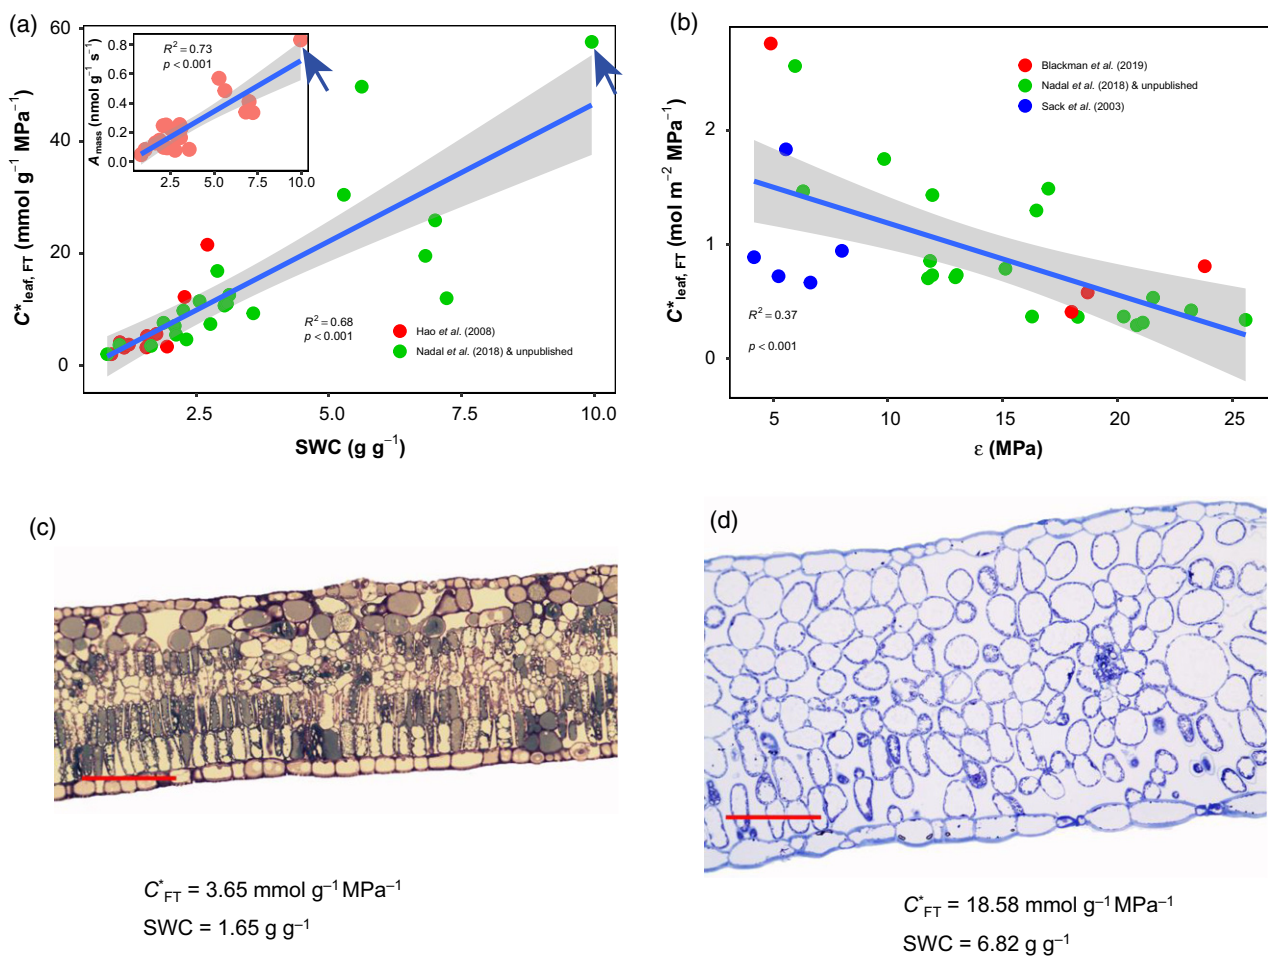 (a)
60
40
20
0
C*leaf, FT (mmol g⁻¹ MPa⁻¹)
0.8
0.6
0.4
0.2
0.0
A mass (nmol g⁻¹ s⁻¹)
R² = 0.73
p < 0.001
2.5 5.0 7.5 10.0
R² = 0.68
p < 0.001
Hao et al. (2008)
Nadal et al. (2018) & unpublished
2.5 5.0 7.5 10.0
SWC (g g⁻¹)
(b)
2
1
0
C*leaf, FT (mol m⁻² MPa⁻¹)
Blackman et al. (2019)
Nadal et al. (2018) & unpublished
Sack et al. (2003)
R² = 0.37
p < 0.001
5 10 15 20 25
ε (MPa)
(c)
C*FT = 3.65 mmol g⁻¹ MPa⁻¹
SWC = 1.65 g g⁻¹
(d)
C*FT = 18.58 mmol g⁻¹ MPa⁻¹
SWC = 6.82 g g⁻¹